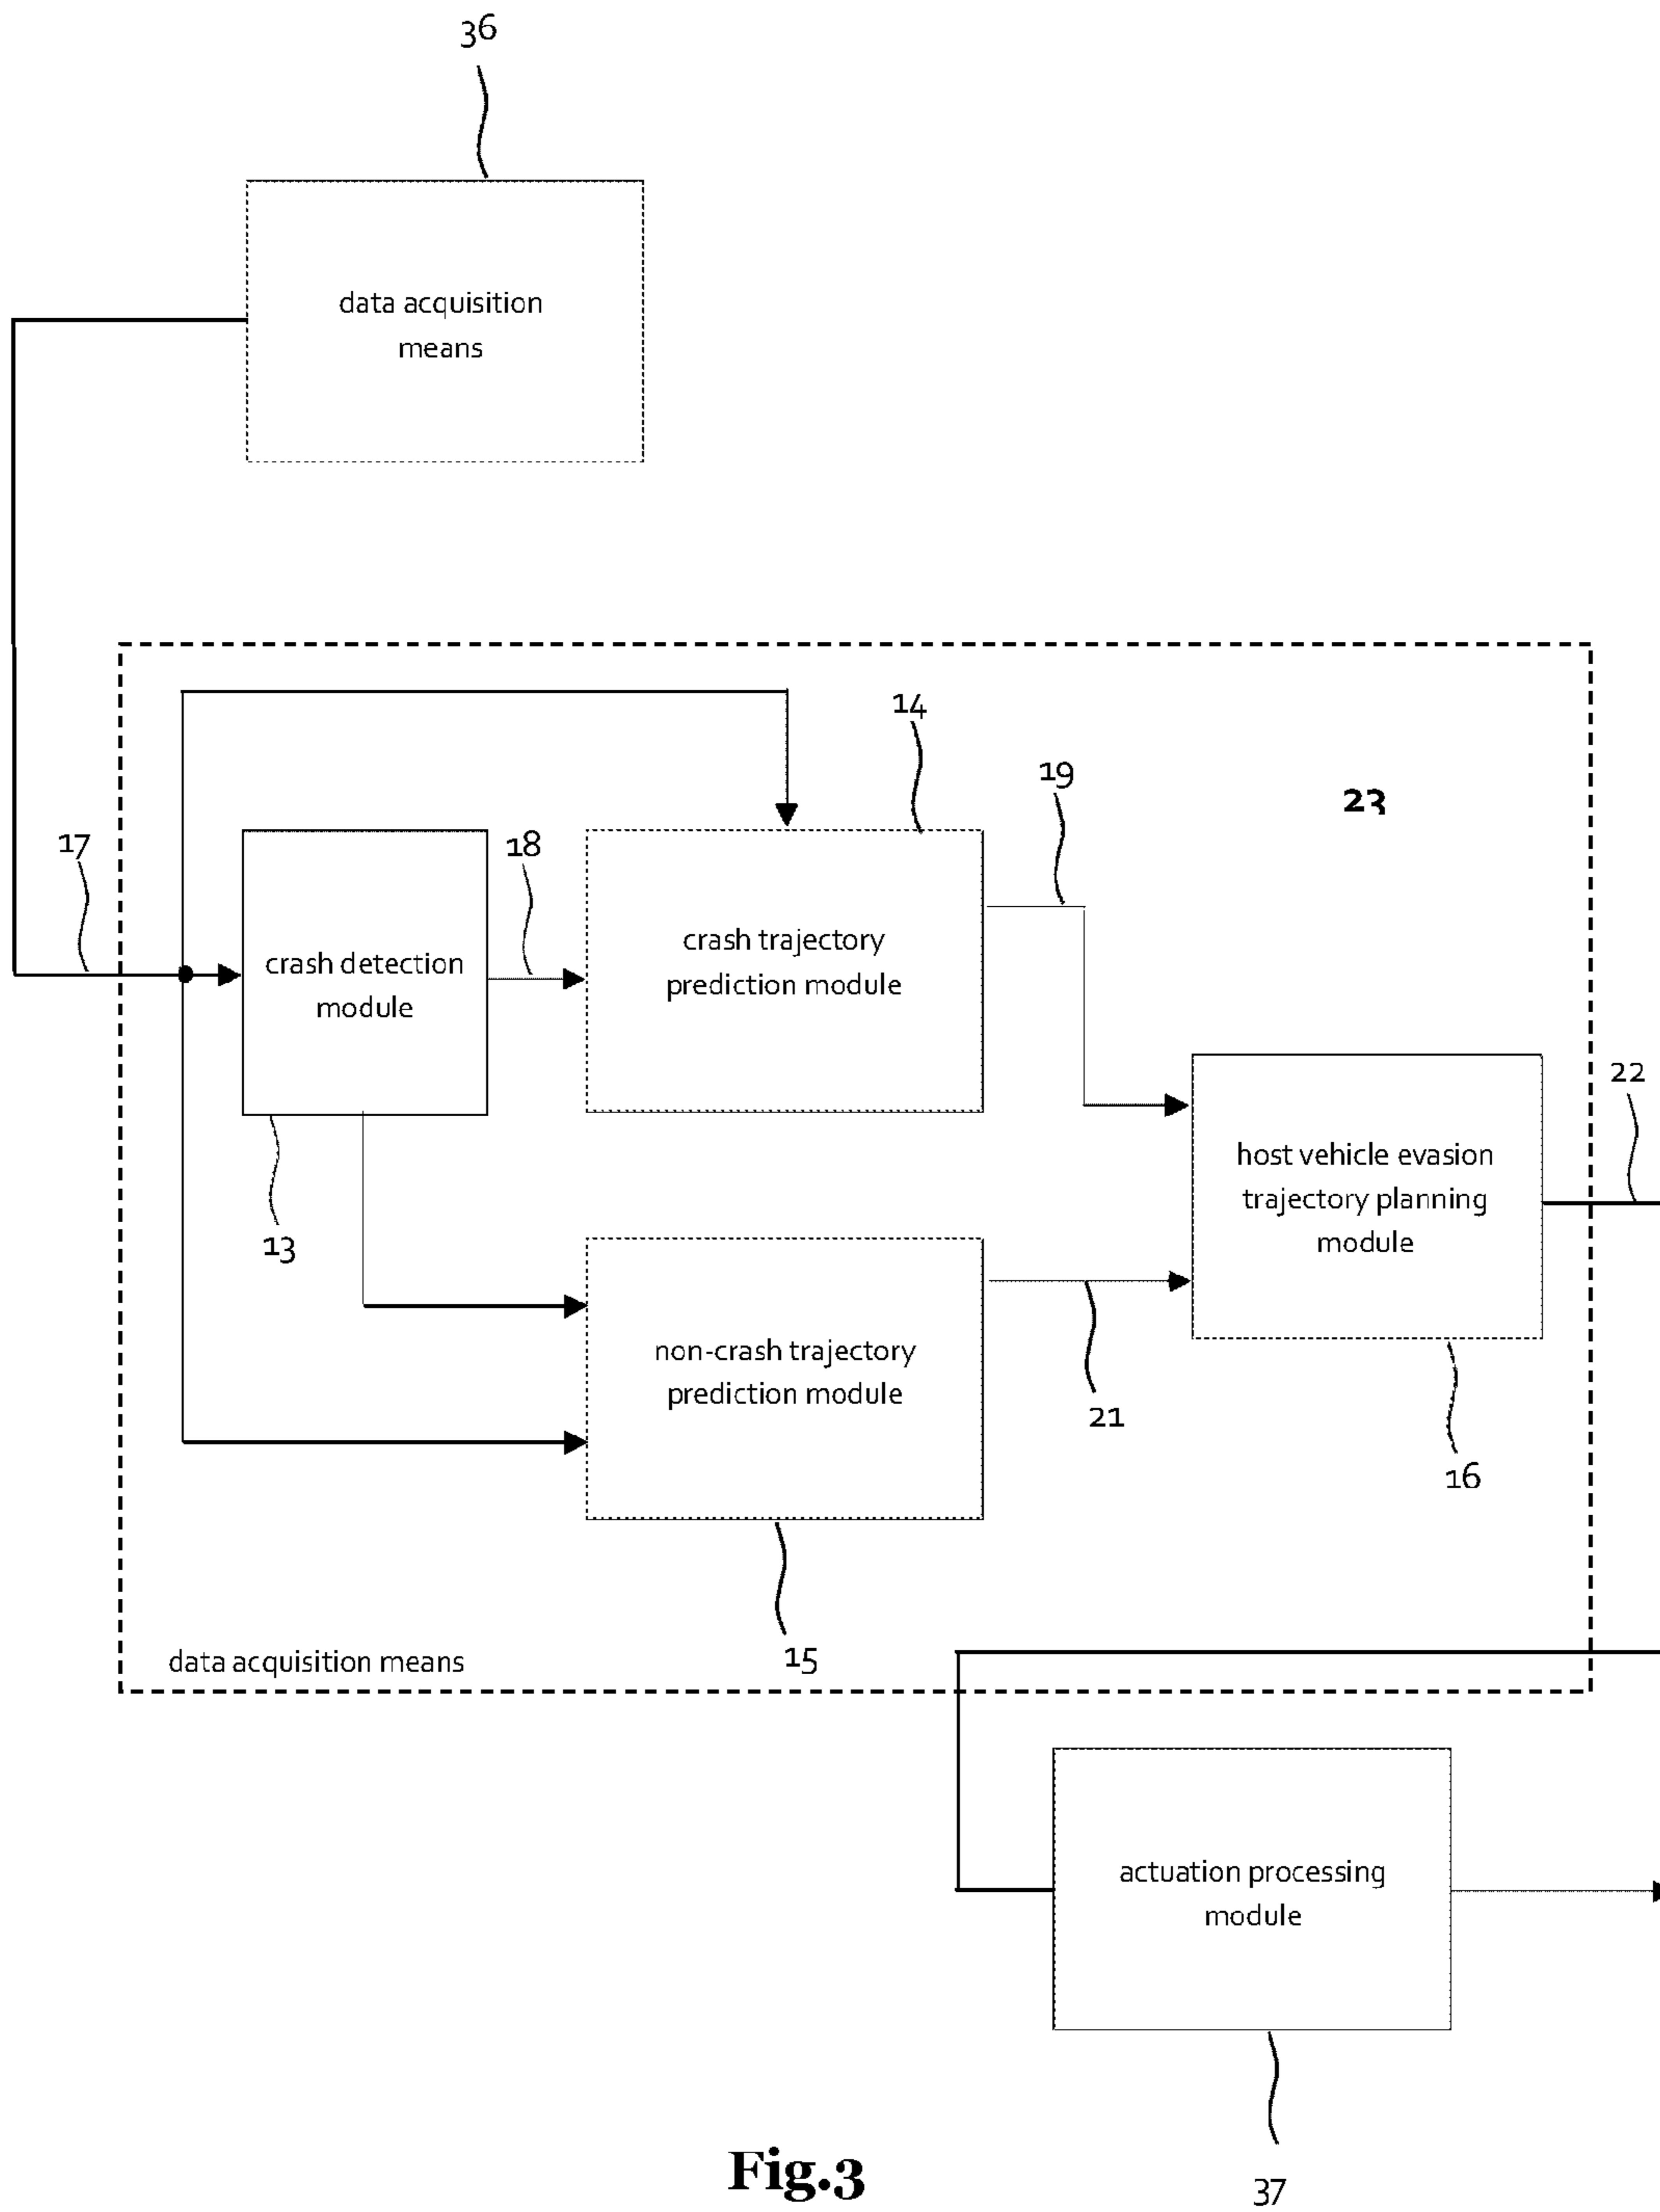 36
data acquisition
means
14
19
23
17
18
crash detection
module
crash trajectory
prediction module
22
13
host vehicle evasion
trajectory planning
module
non-crash trajectory
prediction module
21
16
15
data acquisition means
actuation processing
module
Fig.3
37